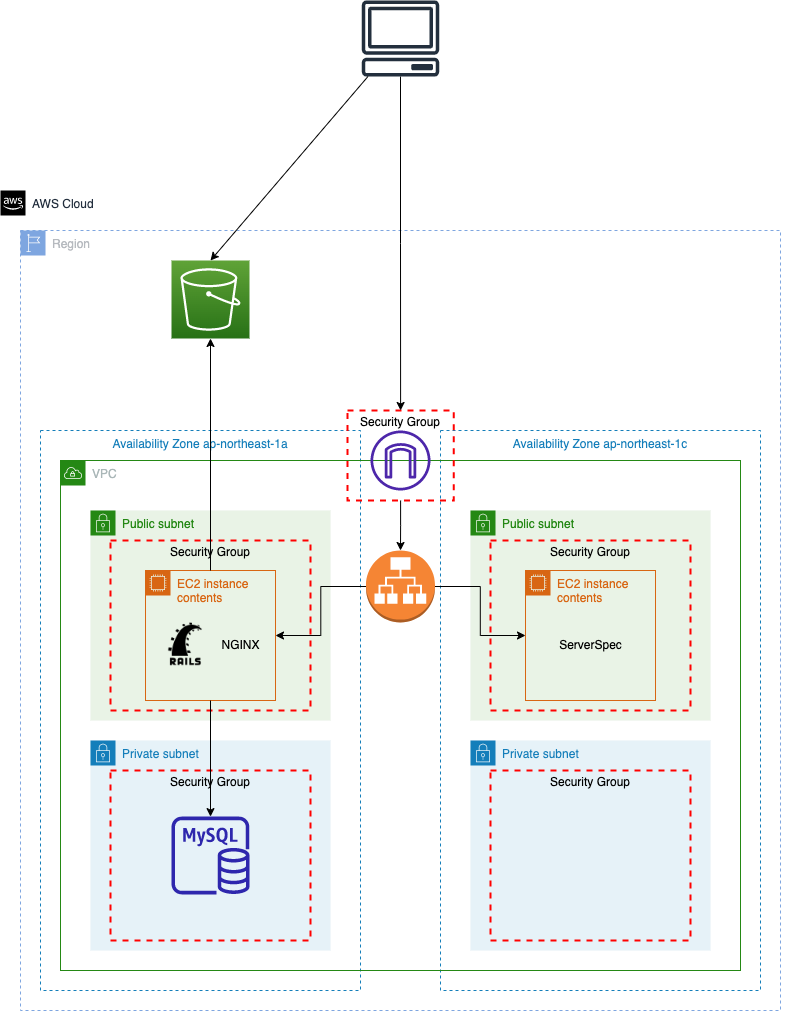 aws
AWS Cloud
Region
Security Group
Availability Zone ap-northeast-1a
Availability Zone ap-northeast-1c
VPC
Public subnet
Public subnet
Security Group
Security Group
EC2 instance
contents
EC2 instance
contents
RAILS
NGINX
ServerSpec
Private subnet
Private subnet
Security Group
Security Group
MySQL